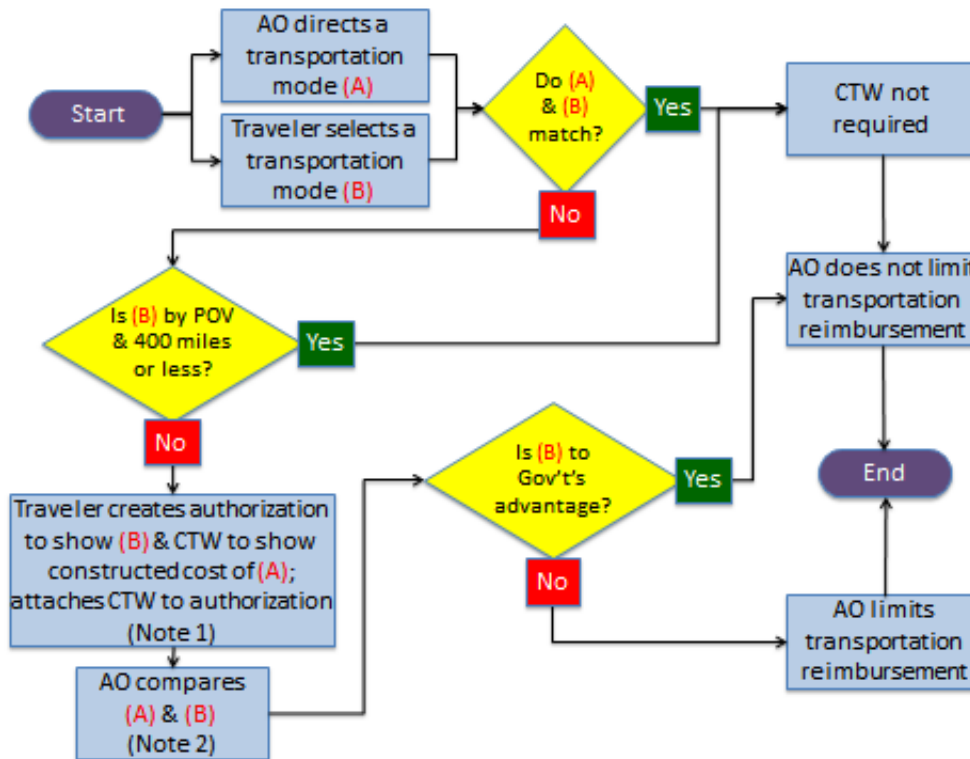 AO directs a
transportation
mode (A)
Start
Traveler selects a
transportation
mode (B)
Do (A)
& (B)
match?
Yes
CTW not
required
No
Is (B) by POV
& 400 miles
or less?
Yes
AO does not limit
transportation
reimbursement
No
Is (B) to
Gov't's
advantage?
Yes
End
Traveler creates authorization
to show (B) & CTW to show
constructed cost of (A);
attaches CTW to authorization
(Note 1)
No
AO limits
transportation
reimbursement
AO compares
(A) & (B)
(Note 2)